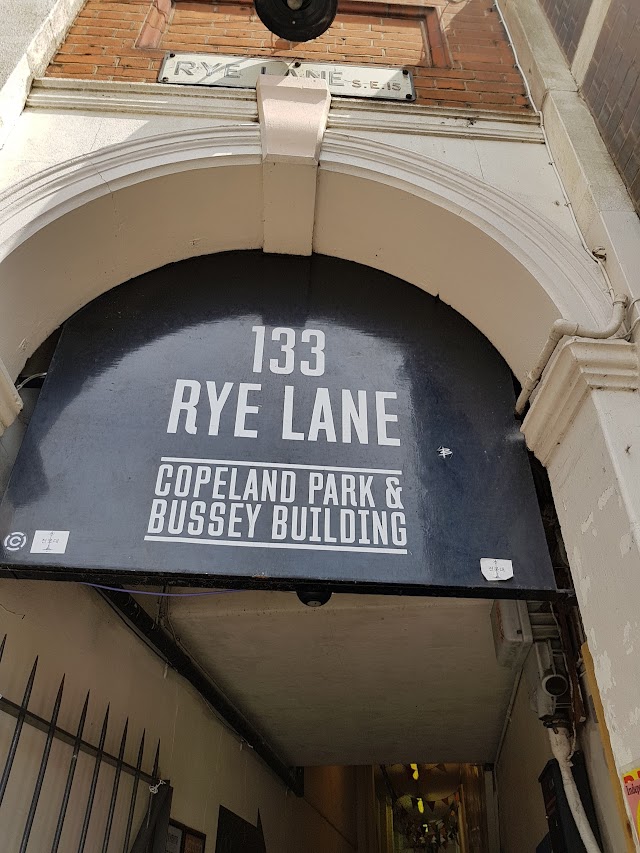 RYE LANE S.E.15
133
RYE LANE
COPELAND PARK &
BUSSEY BUILDING